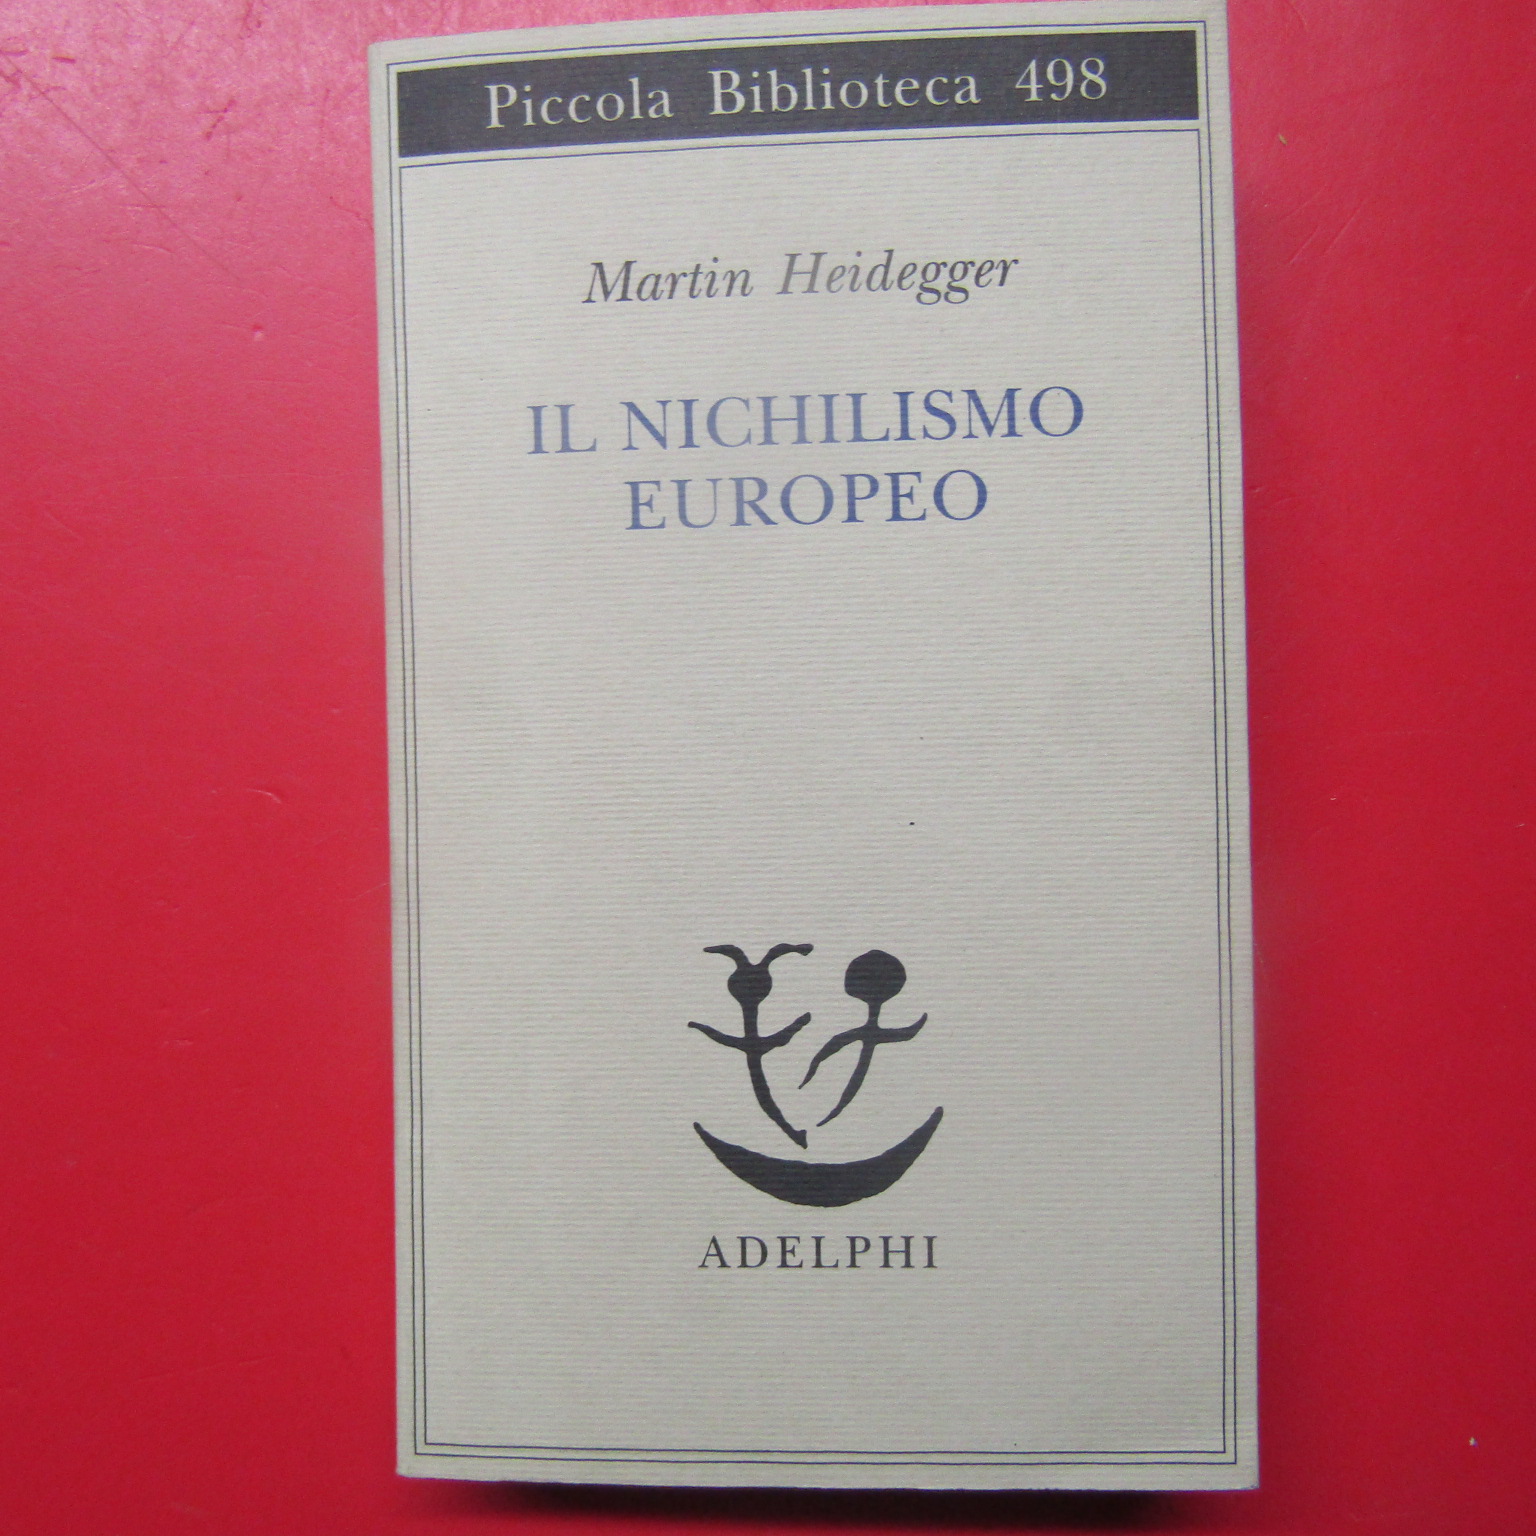 Piccola Biblioteca 498
Martin Heidegger
IL NICHILISMO
EUROPEO
ADELPHI